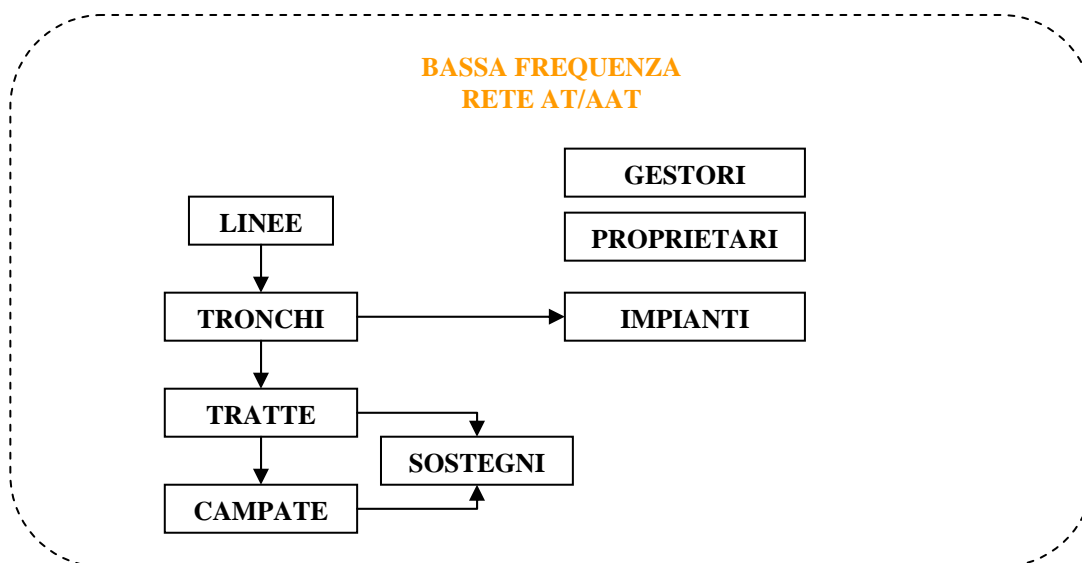 BASSA FREQUENZA
RETE AT/AAT
GESTORI
LINEE
PROPRIETARI
TRONCHI
IMPIANTI
TRATTE
SOSTEGNI
CAMPATE